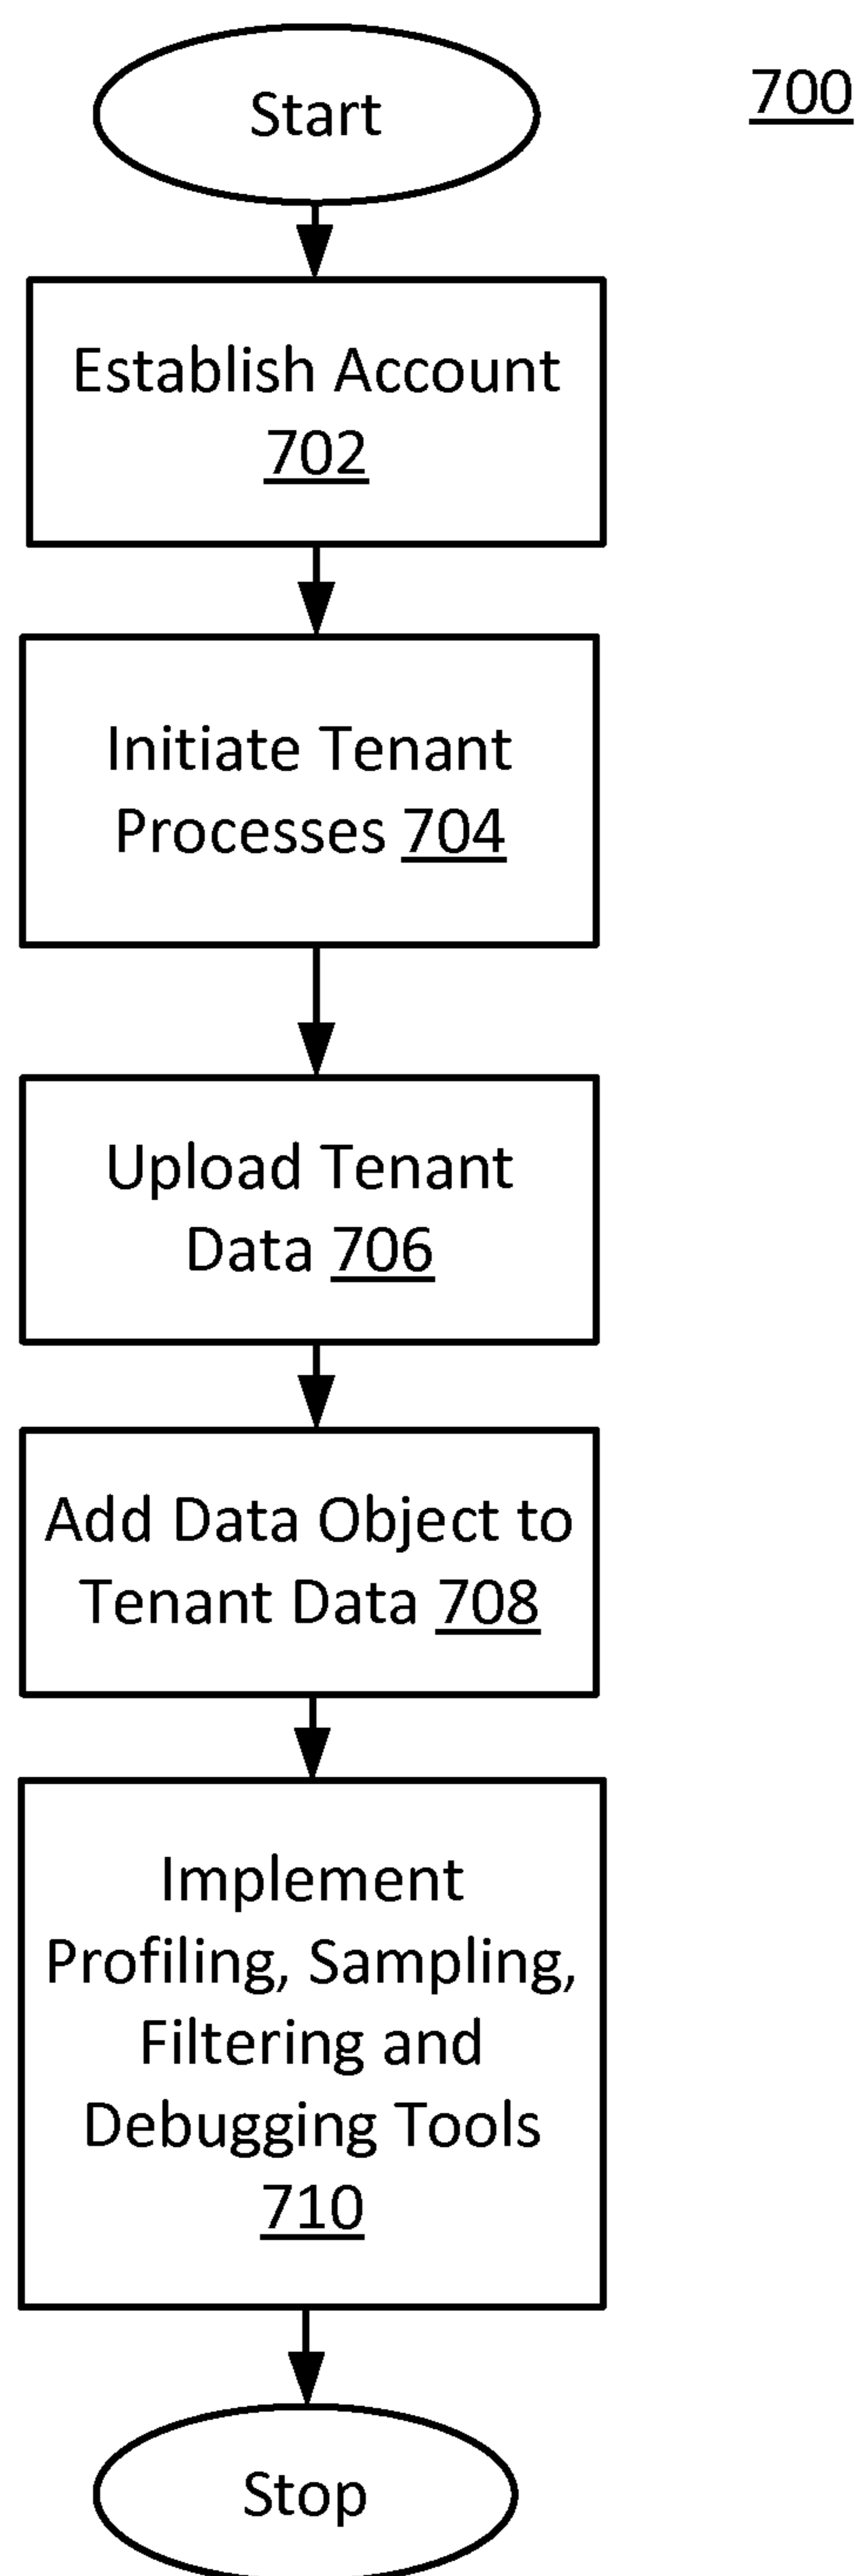 Start
700
Establish Account
702
Initiate Tenant
Processes 704
Upload Tenant
Data 706
Add Data Object to
Tenant Data 708
Implement
Profiling, Sampling,
Filtering and
Debugging Tools
710
Stop